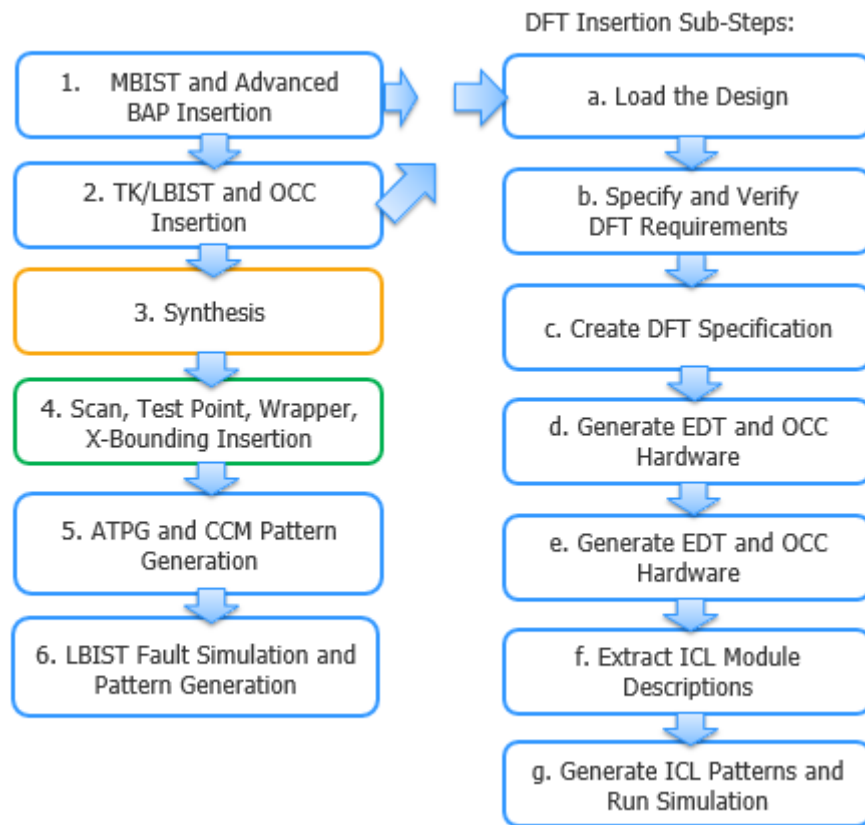 DFT Insertion Sub-Steps:
1. MBIST and Advanced
BAP Insertion
2. TK/LBIST and OCC
Insertion
3. Synthesis
4. Scan, Test Point, Wrapper,
X-Bounding Insertion
5. ATPG and CCM Pattern
Generation
6. LBIST Fault Simulation and
Pattern Generation
a. Load the Design
b. Specify and Verify
DFT Requirements
c. Create DFT Specification
d. Generate EDT and OCC
Hardware
e. Generate EDT and OCC
Hardware
f. Extract ICL Module
Descriptions
g. Generate ICL Patterns and
Run Simulation